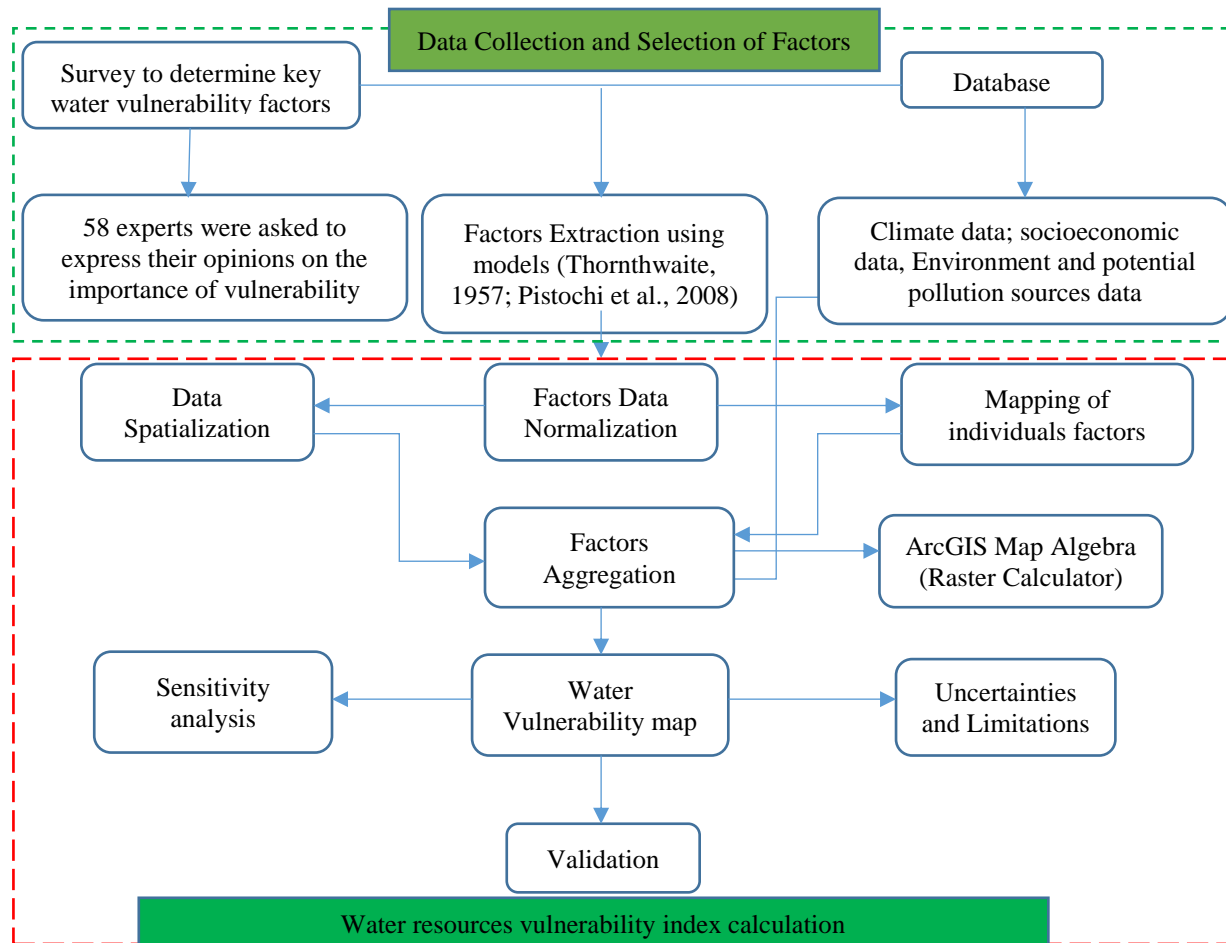 Data Collection and Selection of Factors
Survey to determine key
water vulnerability factors
Database
58 experts were asked to
express their opinions on the
importance of vulnerability
Factors Extraction using
models (Thornthwaite,
1957; Pistochi et al., 2008)
Climate data; socioeconomic
data, Environment and potential
pollution sources data
Data
Spatialization
Factors Data
Normalization
Mapping of
individuals factors
Factors
Aggregation
ArcGIS Map Algebra
(Raster Calculator)
Sensitivity
analysis
Water
Vulnerability map
Uncertainties
and Limitations
Validation
Water resources vulnerability index calculation